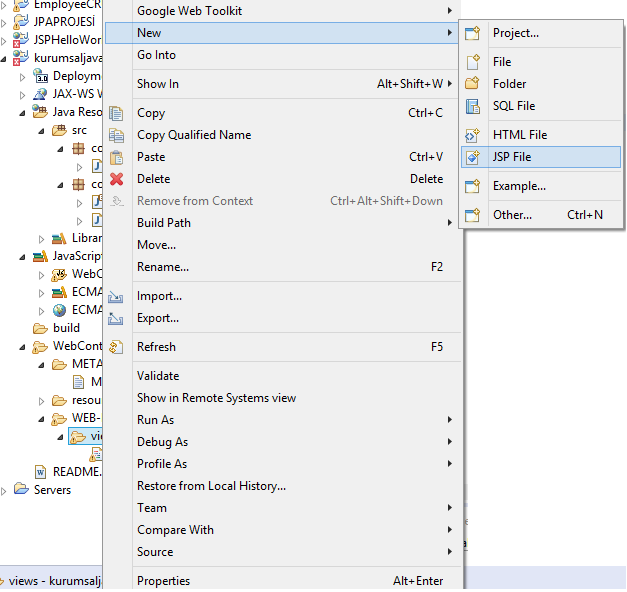 EmployeeCR
JPAPROJESİ
JSPHelloWor
kurumsaljava
Deploym
JAX-WS W
Java Reso
src
co
co
Librar
JavaScript
WebC
ECMA
ECMA
build
WebCont
META
M
resou
WEB-
vie
README.
Servers
views - kurumsalja
Google Web Toolkit
New
Go Into
Show In Alt+Shift+W
Copy Ctrl+C
Copy Qualified Name
Paste Ctrl+V
Delete Delete
Remove from Context Ctrl+Alt+Shift+Down
Build Path
Move...
Rename... F2
Import...
Export...
Refresh F5
Validate
Show in Remote Systems view
Run As
Debug As
Profile As
Restore from Local History...
Team
Compare With
Source
Properties Alt+Enter
Project...
File
Folder
SQL File
HTML File
JSP File
Example...
Other... Ctrl+N